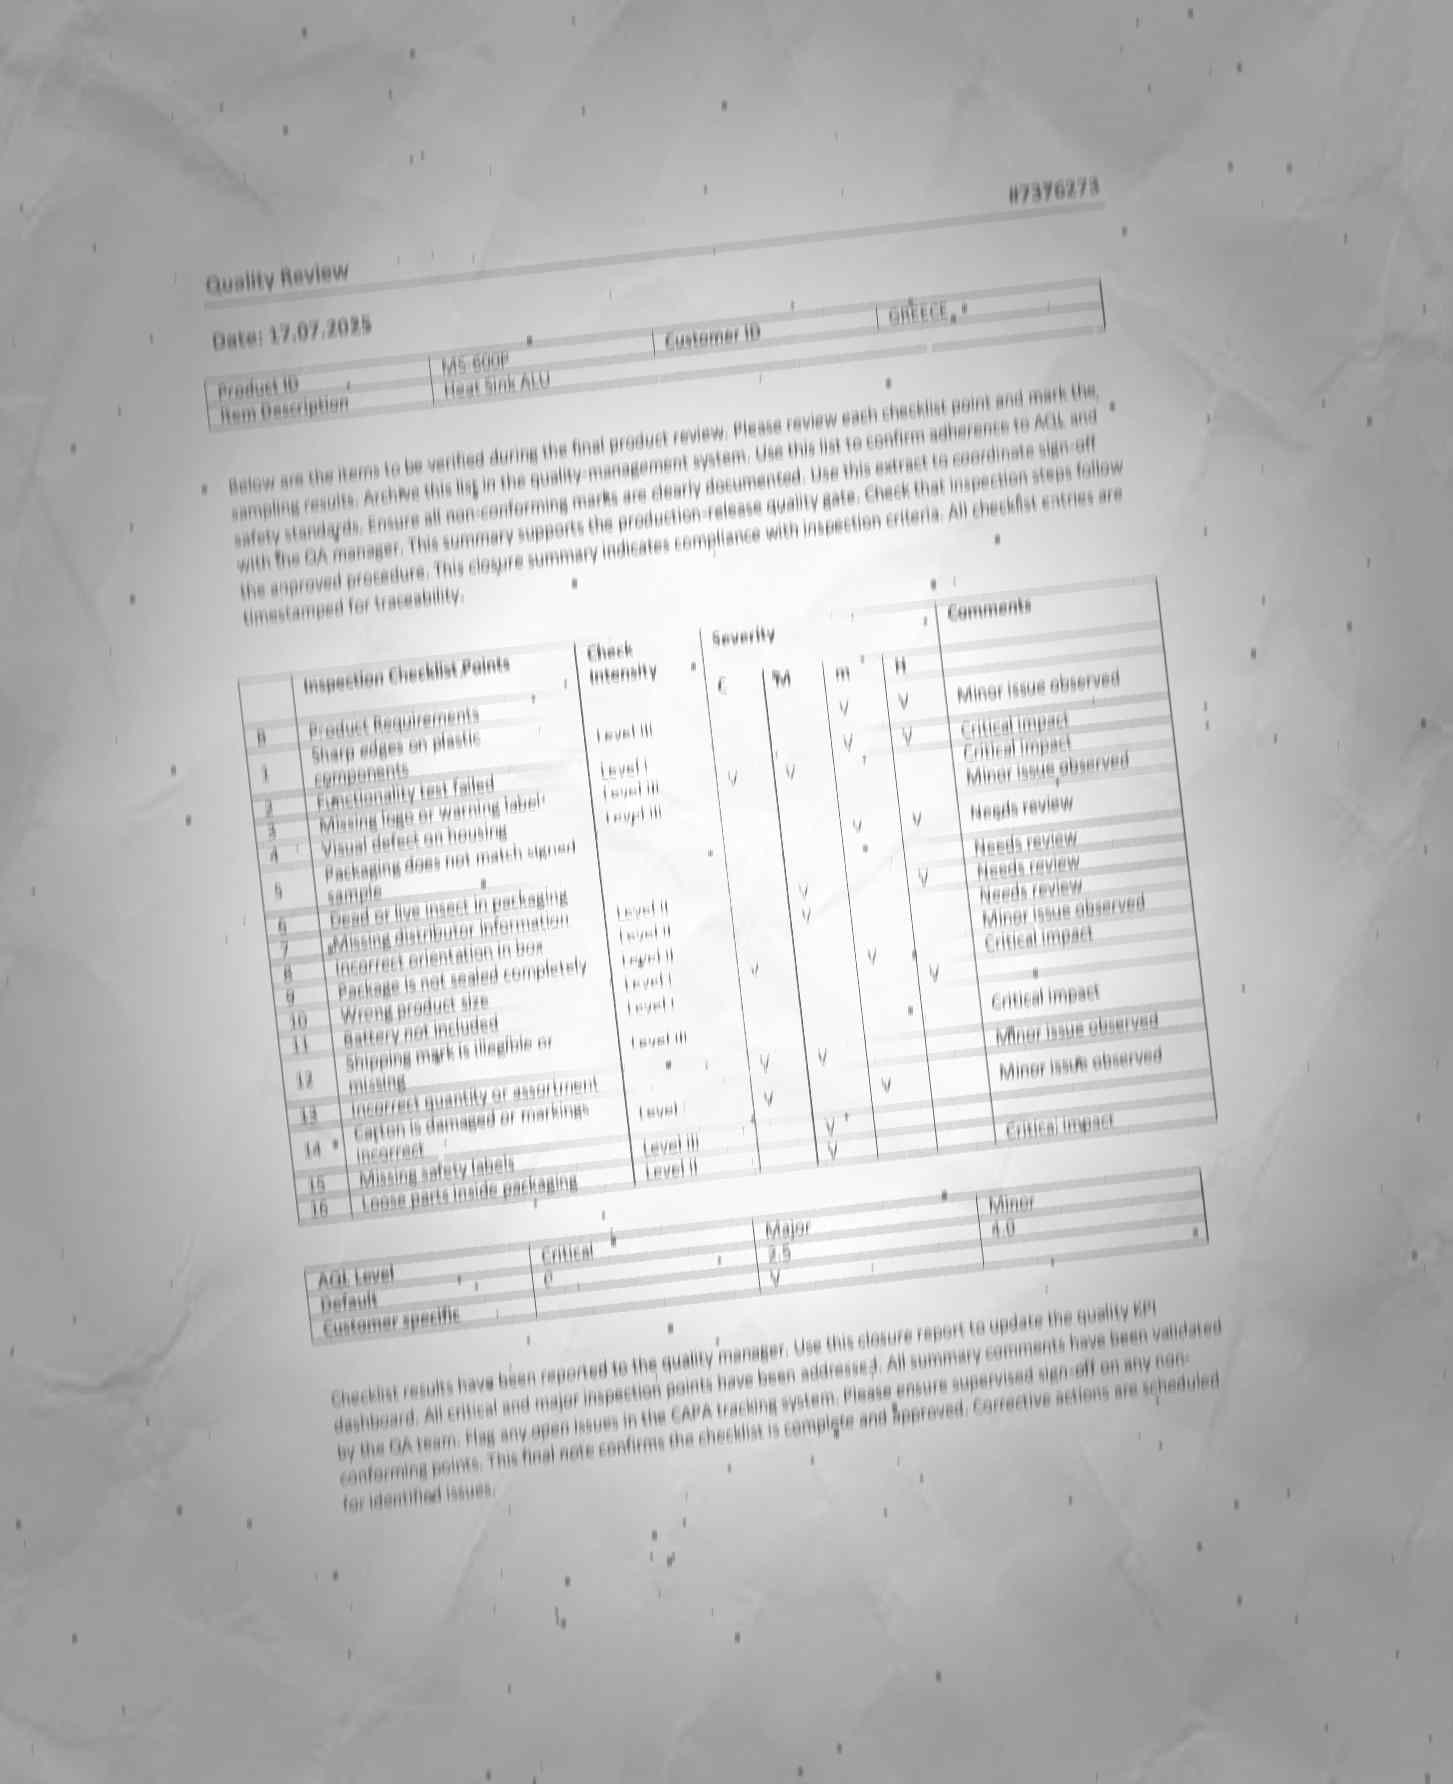 #7376273
Quality Review
Date: 17.07.2025
Product ID MS-600P Customer ID GREECE
Item Description Heat Sink ALU
Below are the items to be verified during the final product review. Please review each checklist point and mark the
sampling results. Archive this list in the quality-management system. Use this list to confirm adherence to AQL and
safety standards. Ensure all non-conforming marks are clearly documented. Use this extract to coordinate sign-off
with the QA manager. This summary supports the production-release quality gate. Check that inspection steps follow
the approved procedure. This closure summary indicates compliance with inspection criteria. All checklist entries are
timestamped for traceability.
Inspection Checklist Points Check Intensity Severity Comments
C M m H
0 Product Requirements
1 Sharp edges on plastic components Level III V V Minor issue observed
2 Functionality test failed Level I V V Critical impact
3 Missing logo or warning label Level III V V Critical impact
4 Visual defect on housing Level III Minor issue observed
5 Packaging does not match signed sample V V Needs review
6 Dead or live insect in packaging Needs review
7 Missing distributor information Level II V V Needs review
8 Incorrect orientation in box Level II V Needs review
9 Package is not sealed completely Level II Minor issue observed
10 Wrong product size Level I V V Critical impact
11 Battery not included Level I V
12 Shipping mark is illegible or missing Level III Critical impact
13 Incorrect quantity or assortment V V Minor issue observed
14 Carton is damaged or markings incorrect Level I V V Minor issue observed
15 Missing safety labels Level III V
16 Loose parts inside packaging Level II V Critical impact
AQL Level Critical Major Minor
Default 0 2.5 4.0
Customer specific V
Checklist results have been reported to the quality manager. Use this closure report to update the quality KPI
dashboard. All critical and major inspection points have been addressed. All summary comments have been validated
by the QA team. Flag any open issues in the CAPA tracking system. Please ensure supervised sign-off on any non-
conforming points. This final note confirms the checklist is complete and approved. Corrective actions are scheduled
for identified issues.